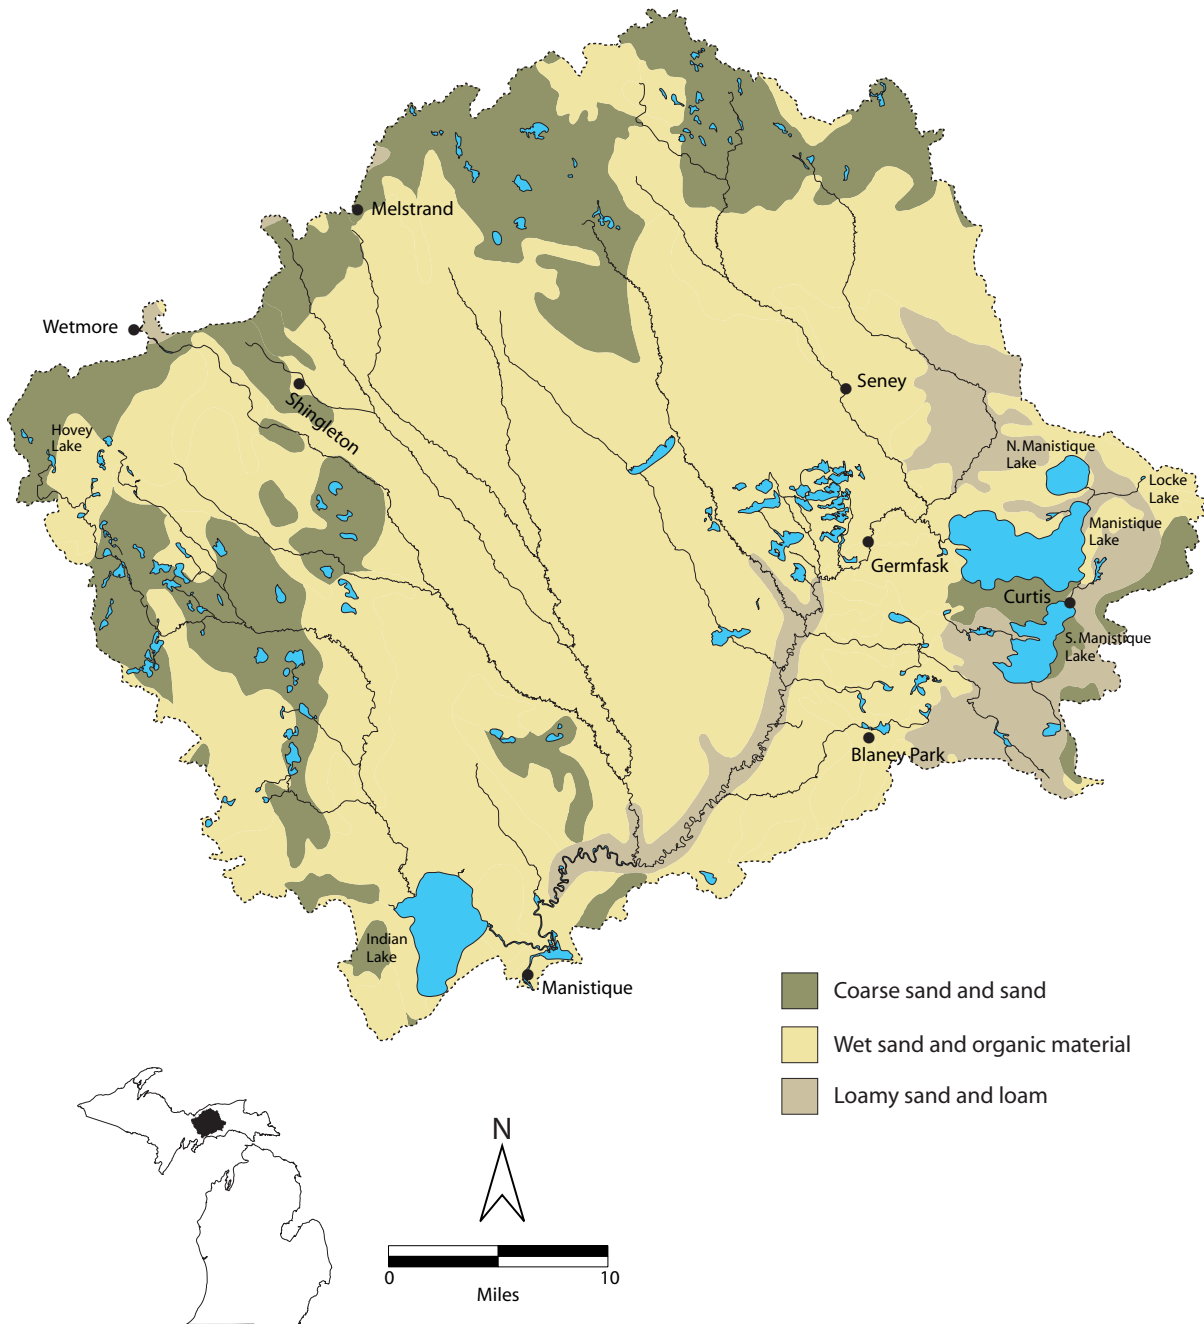 Melstrand
Wetmore
Shingleton
Seney
Hovey
Lake
N. Manistique
Lake
Locke
Lake
Manistique
Lake
Germfask
Curtis
S. Manistique
Lake
Blaney Park
Indian
Lake
Manistique
Coarse sand and sand
Wet sand and organic material
Loamy sand and loam
N
0 10
Miles